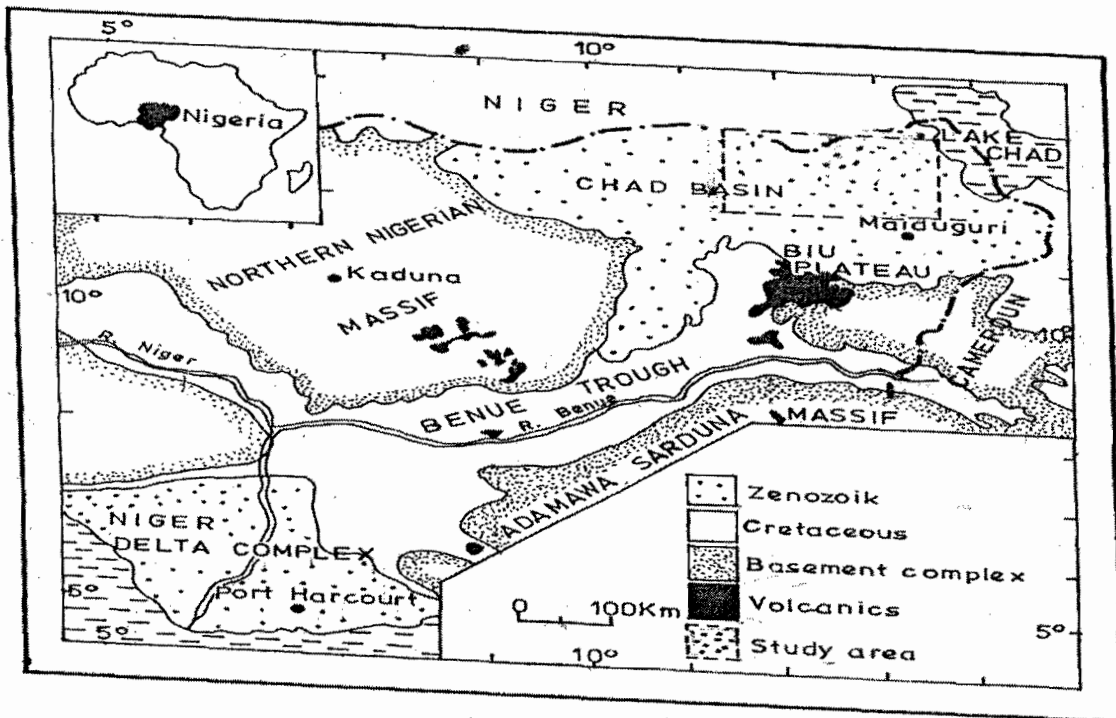 5°
10°
Nigeria
NIGER
LAKE
CHAD
CHAD BASIN
Maiduguri
NORTHERN NIGERIAN
MASSIF
Kaduna
BIU
PLATEAU
10°
10°
R. Niger
CAMEROUN
BENUE TROUGH
R. Benue
ADAMAWA SARDUNA MASSIF
NIGER
DELTA COMPLEX
Port Harcourt
5°
5°
Zenozoik
Cretaceous
Basement complex
Volcanics
Study area
0 100Km
10°
5°